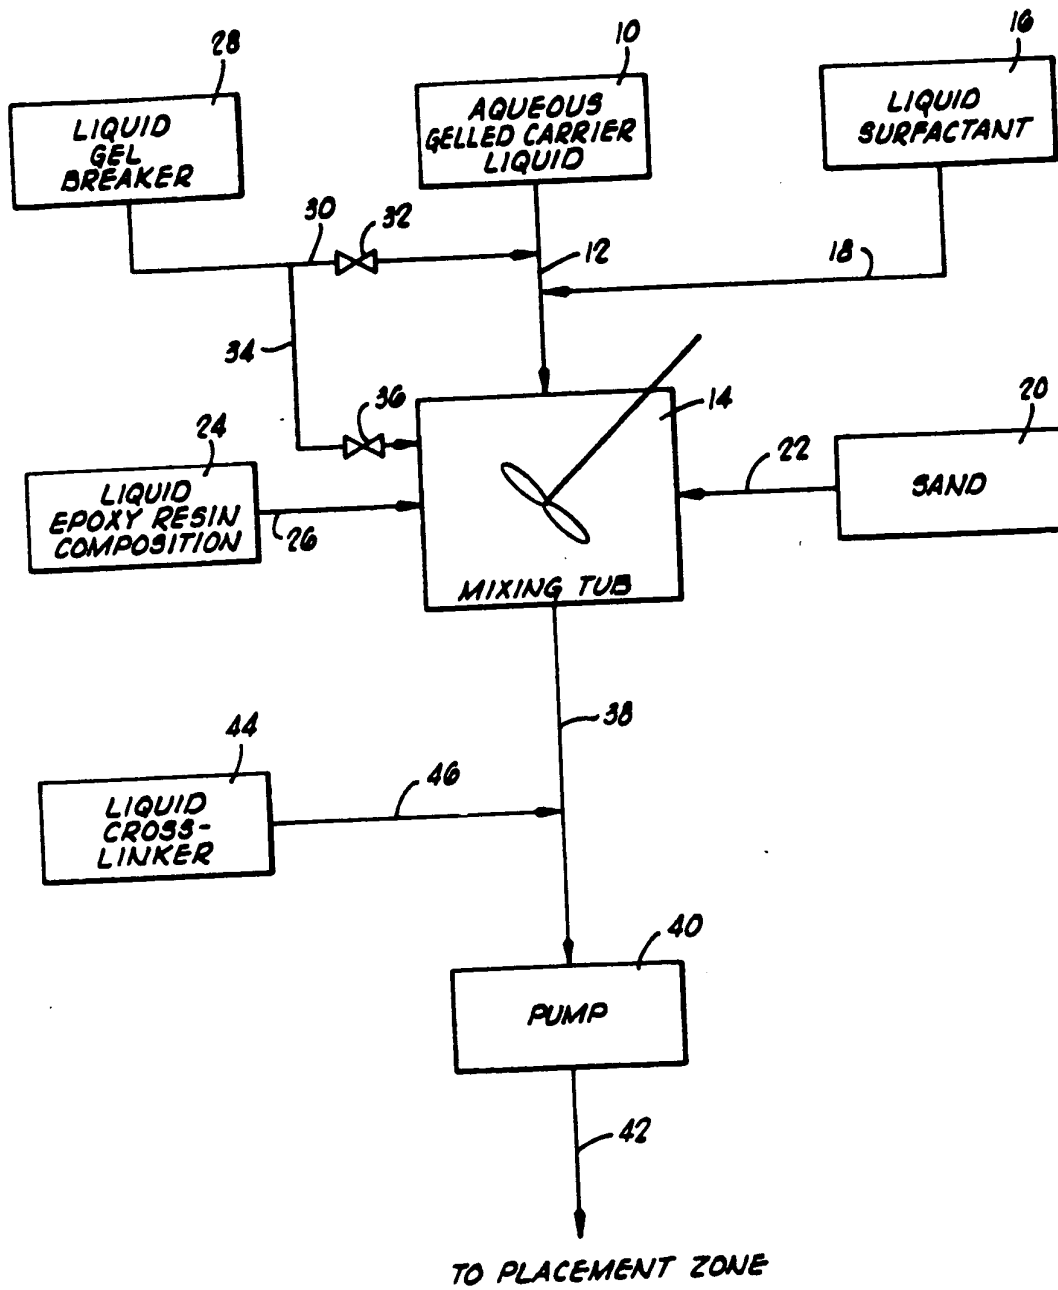 28
LIQUID
GEL
BREAKER
10
AQUEOUS
GELLED CARRIER
LIQUID
16
LIQUID
SURFACTANT
30
32
12
18
34
36
14
20
SAND
22
24
LIQUID
EPOXY RESIN
COMPOSITION
26
MIXING TUB
38
44
LIQUID
CROSS-
LINKER
46
40
PUMP
42
TO PLACEMENT ZONE